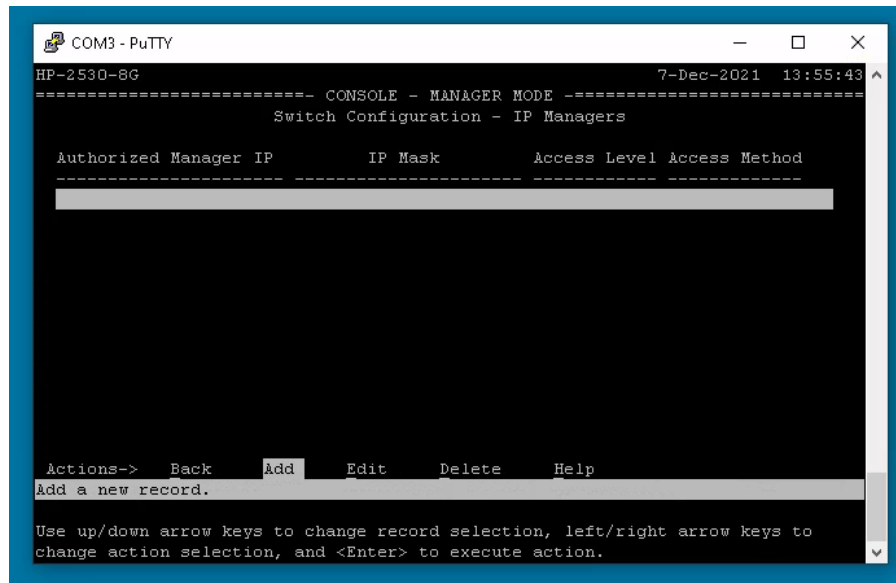 COM3 - PuTTY
HP-2530-8G 7-Dec-2021 13:55:43
===========================- CONSOLE - MANAGER MODE -============================
Switch Configuration - IP Managers
Authorized Manager IP IP Mask Access Level Access Method
---------------------- ---------------------- ------------ -------------
Actions-> Back Add Edit Delete Help
Add a new record.
Use up/down arrow keys to change record selection, left/right arrow keys to
change action selection, and <Enter> to execute action.